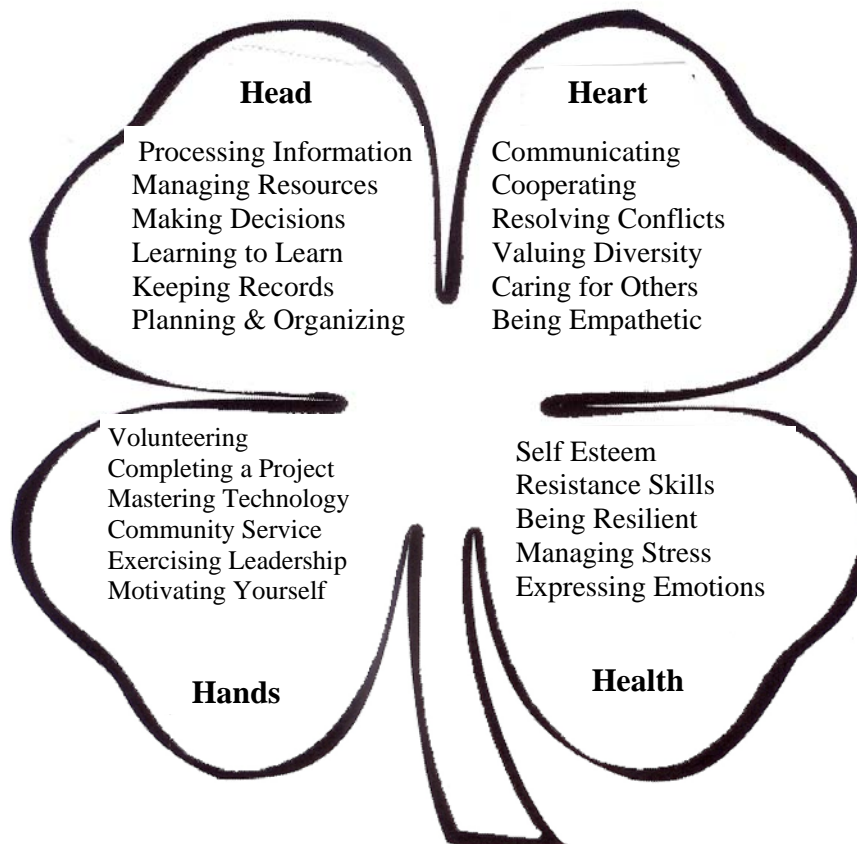 Head
Processing Information
Managing Resources
Making Decisions
Learning to Learn
Keeping Records
Planning & Organizing
Heart
Communicating
Cooperating
Resolving Conflicts
Valuing Diversity
Caring for Others
Being Empathetic
Volunteering
Completing a Project
Mastering Technology
Community Service
Exercising Leadership
Motivating Yourself
Hands
Self Esteem
Resistance Skills
Being Resilient
Managing Stress
Expressing Emotions
Health